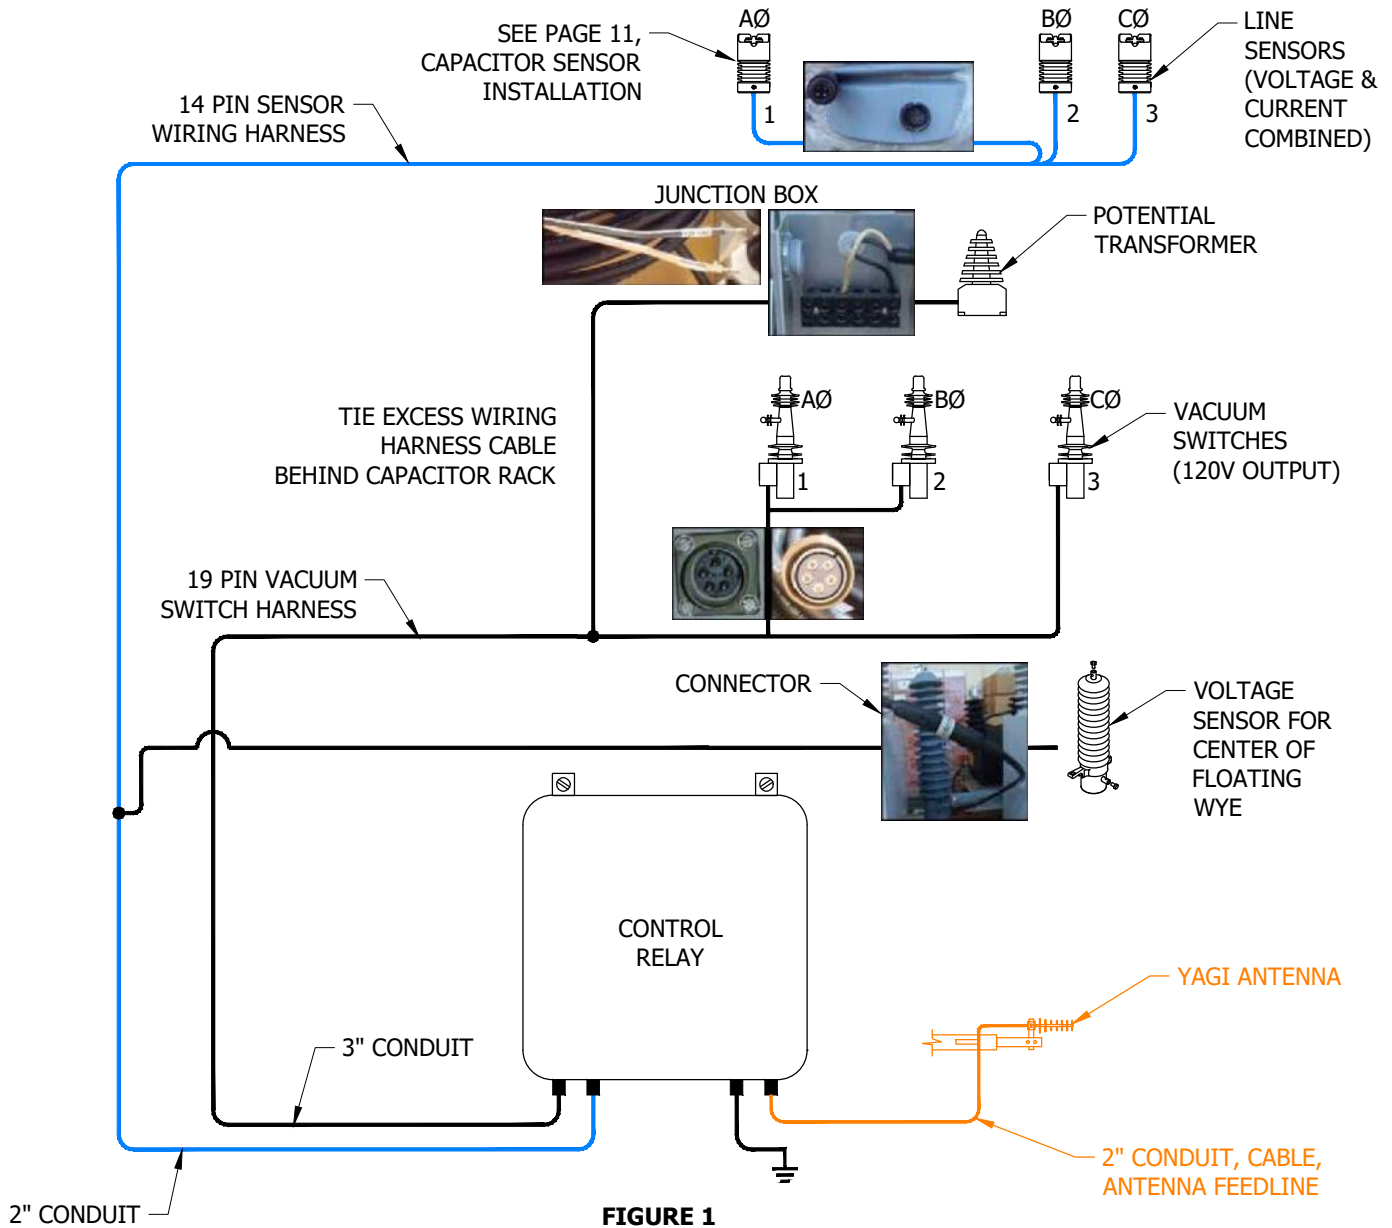 AØ
BØ
CØ
SEE PAGE 11,
CAPACITOR SENSOR
INSTALLATION
LINE
SENSORS
(VOLTAGE &
CURRENT
COMBINED)
1
2
3
14 PIN SENSOR
WIRING HARNESS
JUNCTION BOX
POTENTIAL
TRANSFORMER
TIE EXCESS WIRING
HARNESS CABLE
BEHIND CAPACITOR RACK
AØ
BØ
CØ
1
2
3
VACUUM
SWITCHES
(120V OUTPUT)
19 PIN VACUUM
SWITCH HARNESS
CONNECTOR
VOLTAGE
SENSOR FOR
CENTER OF
FLOATING
WYE
CONTROL
RELAY
YAGI ANTENNA
3" CONDUIT
2" CONDUIT, CABLE,
ANTENNA FEEDLINE
2" CONDUIT
FIGURE 1